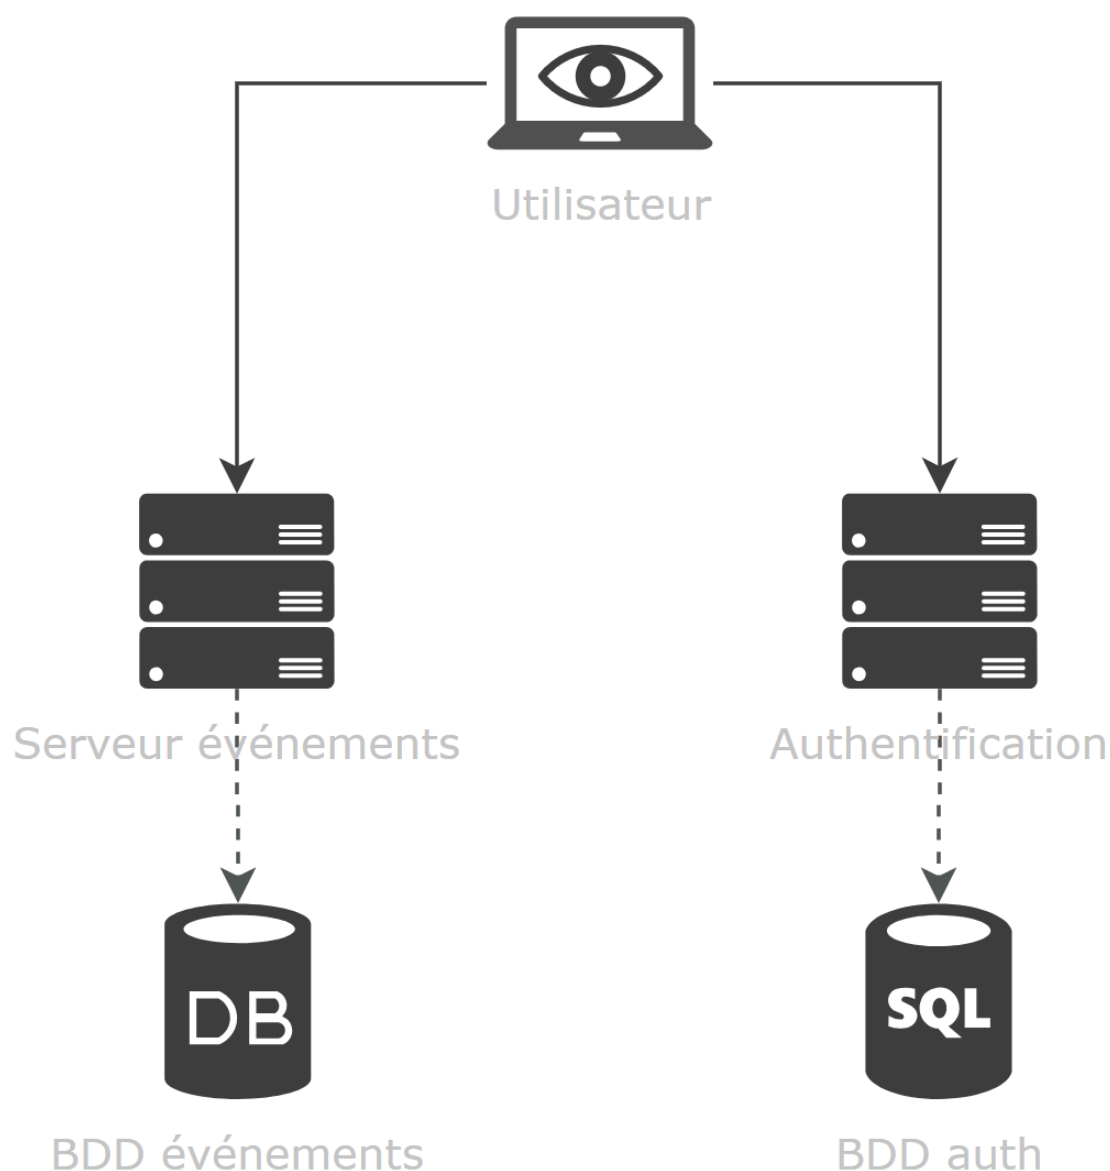 Utilisateur
Serveur événements
Authentification
DB
SQL
BDD événements
BDD auth